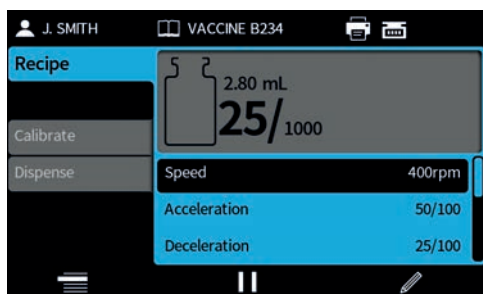 J. SMITH
VACCINE B234
Recipe
Calibrate
Dispense
2.80 mL
25/1000
Speed 400rpm
Acceleration 50/100
Deceleration 25/100